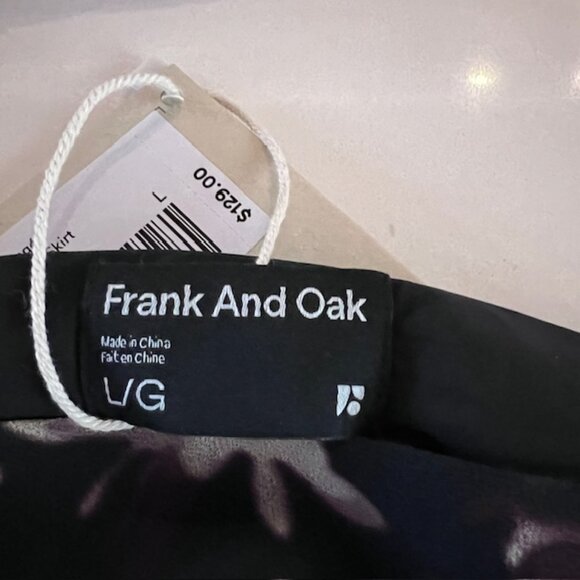 $129.00
L
Skirt
Frank And Oak
Made in China
Fait en Chine
L/G